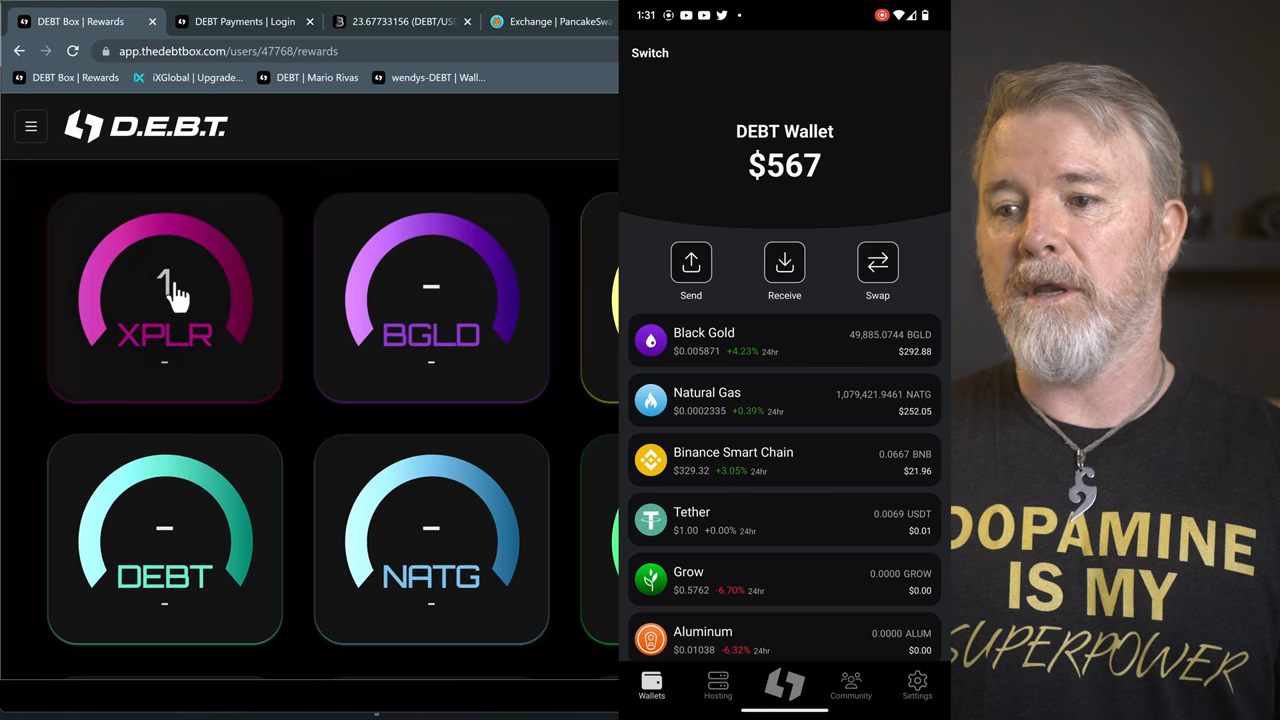 DEBT Box | Rewards
DEBT Payments | Login
23.67733156 (DEBT/USD
Exchange | PancakeSwa
app.thedebtbox.com/users/47768/rewards
DEBT Box | Rewards
iXGlobal | Upgrade...
DEBT | Mario Rivas
wendys-DEBT | Wall...
D.E.B.T.
1
XPLR
-
-
BGLD
-
-
DEBT
-
-
NATG
-
1:31
Switch
DEBT Wallet
$567
Send
Receive
Swap
Black Gold
49,885.0744 BGLD
$0.005871 +4.23% 24hr
$292.88
Natural Gas
1,079,421.9461 NATG
$0.0002335 +0.39% 24hr
$252.05
Binance Smart Chain
0.0667 BNB
$329.32 +3.05% 24hr
$21.96
Tether
0.0069 USDT
$1.00 +0.00% 24hr
$0.01
Grow
0.0000 GROW
$0.5762 -6.70% 24hr
$0.00
Aluminum
0.0000 ALUM
$0.01038 -6.32% 24hr
$0.00
Wallets
Hosting
Community
Settings
DOPAMINE
IS MY
SUPERPOWER